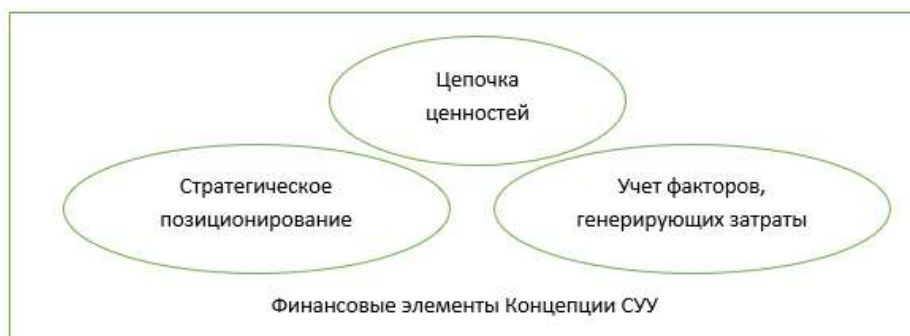 Цепочка
ценностей
Стратегическое
позиционирование
Учет факторов,
генерирующих затраты
Финансовые элементы Концепции СУУ